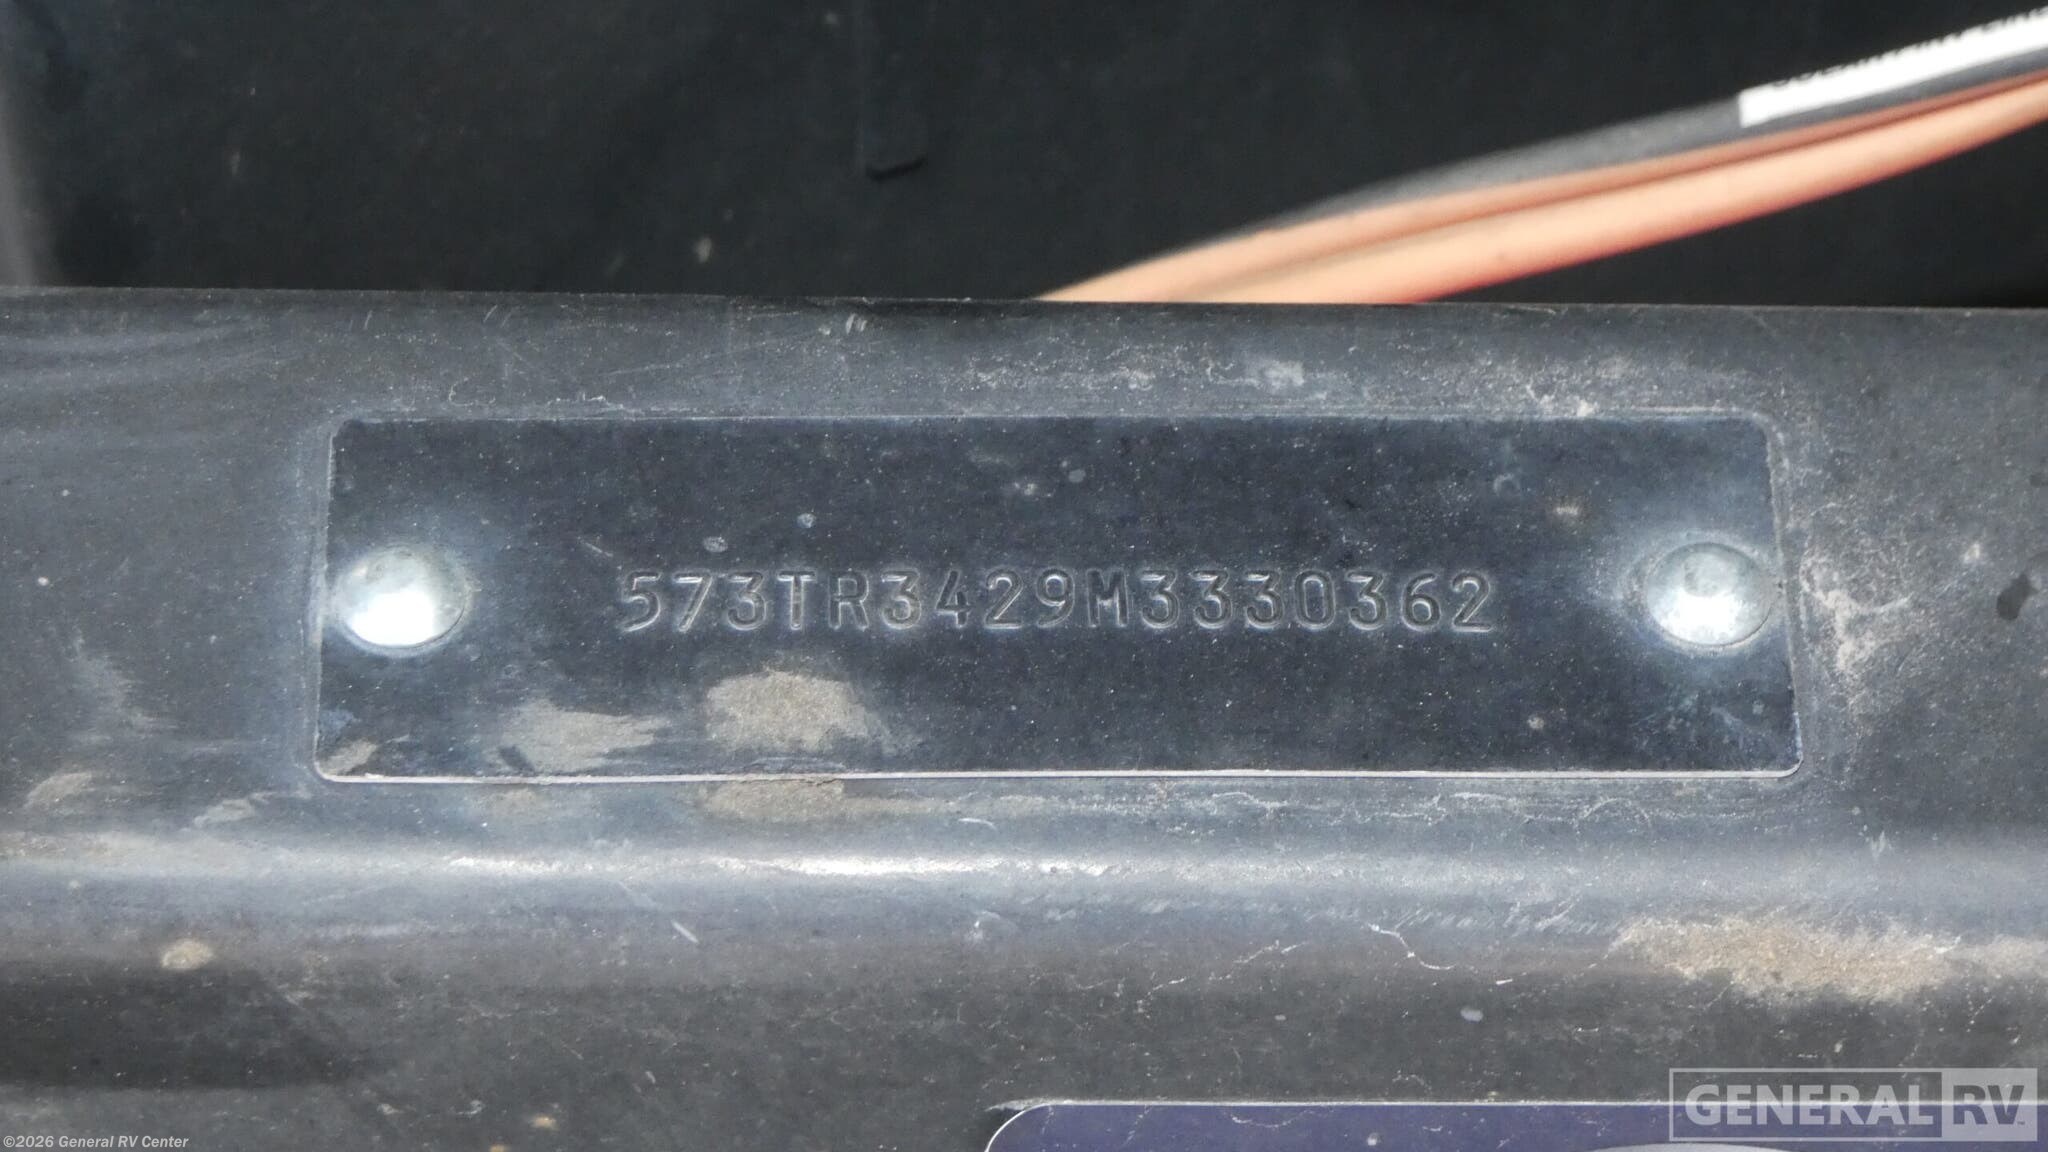 573TR3429M3330362
GENERAL RV
©2026 General RV Center